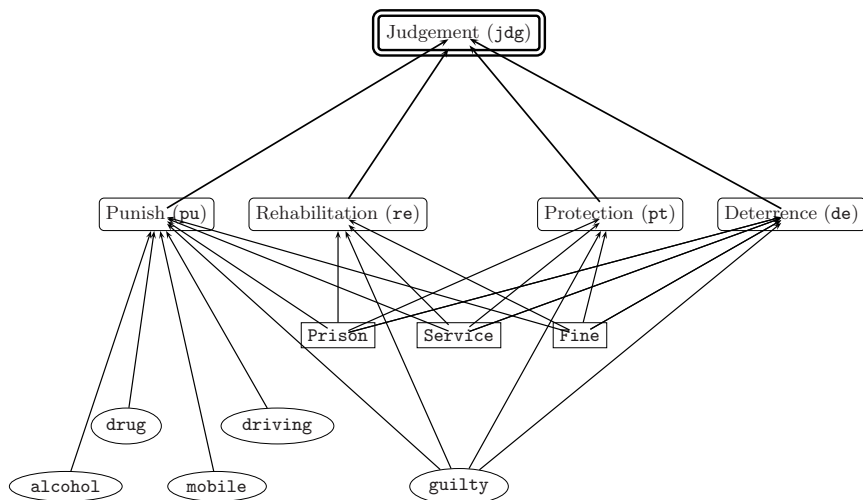 Judgement (jdg)
Punish (pu)
Rehabilitation (re)
Protection (pt)
Deterrence (de)
Prison
Service
Fine
drug
driving
alcohol
mobile
guilty